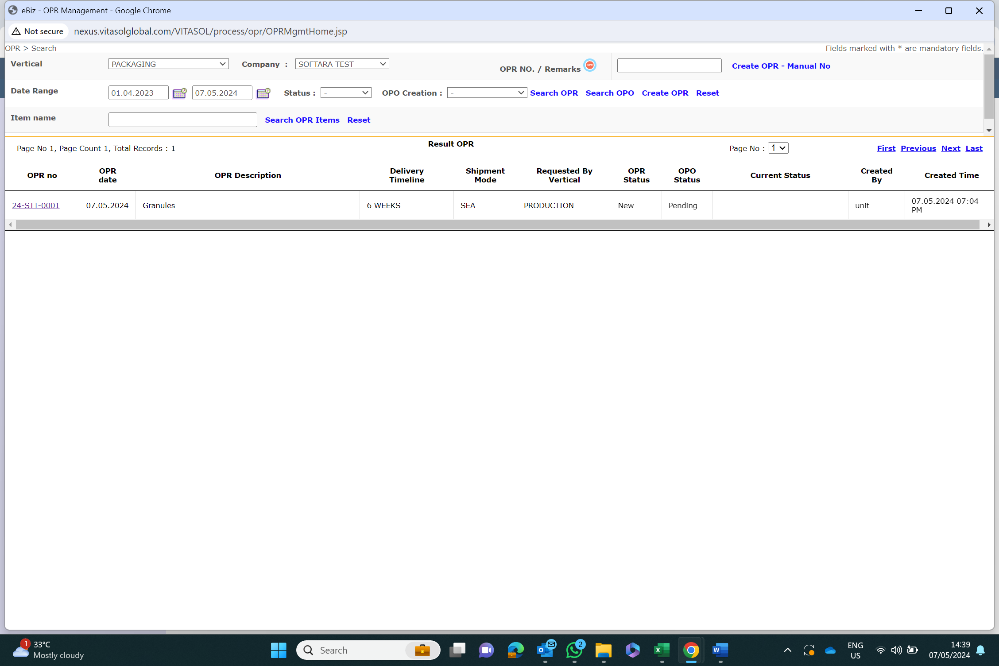 eBiz - OPR Management - Google Chrome
Not secure nexus.vitasolglobal.com/VITASOL/process/opr/OPRMgmtHome.jsp
OPR > Search Fields marked with * are mandatory fields.
Vertical PACKAGING Company : SOFTARA TEST OPR NO. / Remarks NEW Create OPR - Manual No
Date Range 01.04.2023 07.05.2024 Status : - OPO Creation : - Search OPR Search OPO Create OPR Reset
Item name Search OPR Items Reset
Page No 1, Page Count 1, Total Records : 1 Result OPR Page No : 1 First Previous Next Last
OPR no OPR date OPR Description Delivery Timeline Shipment Mode Requested By Vertical OPR Status OPO Status Current Status Created By Created Time
24-STT-0001 07.05.2024 Granules 6 WEEKS SEA PRODUCTION New Pending unit 07.05.2024 07:04 PM
1 33°C
Mostly cloudy
Search
2
ENG
US
14:39
07/05/2024